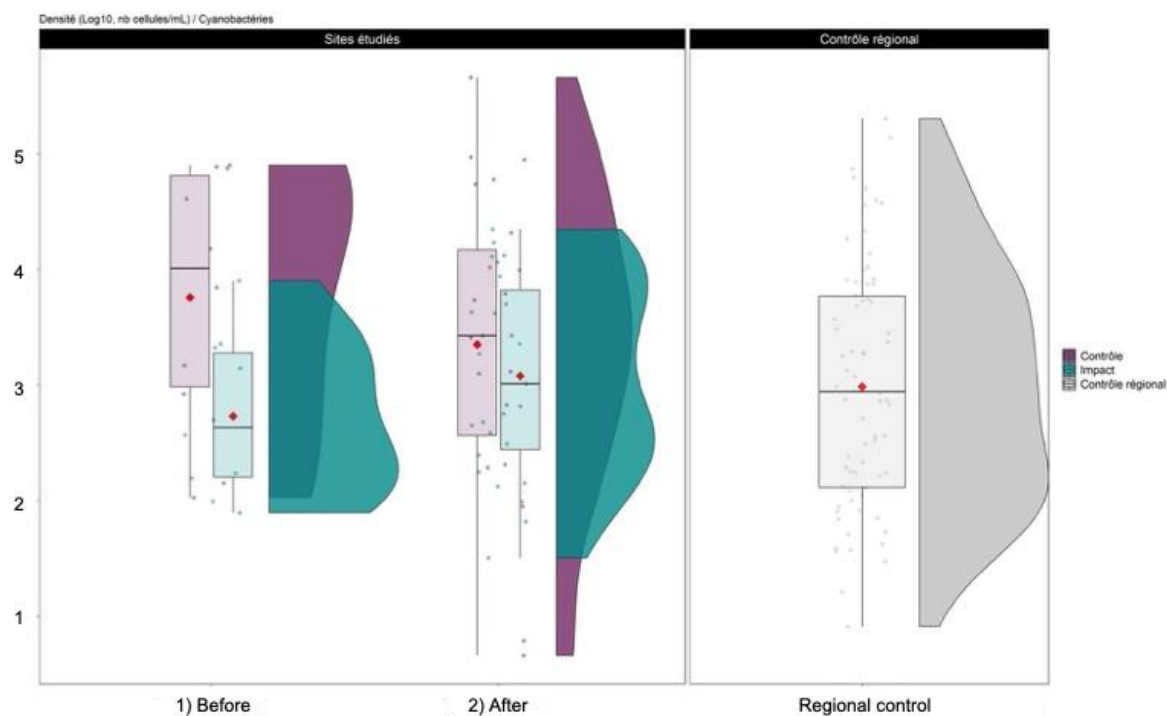 Densité (Log10, nb cellules/mL) / Cyanobactéries
Sites étudiés
Contrôle régional
5
4
3
2
1
Contrôle
Impact
Contrôle régional
1) Before
2) After
Regional control